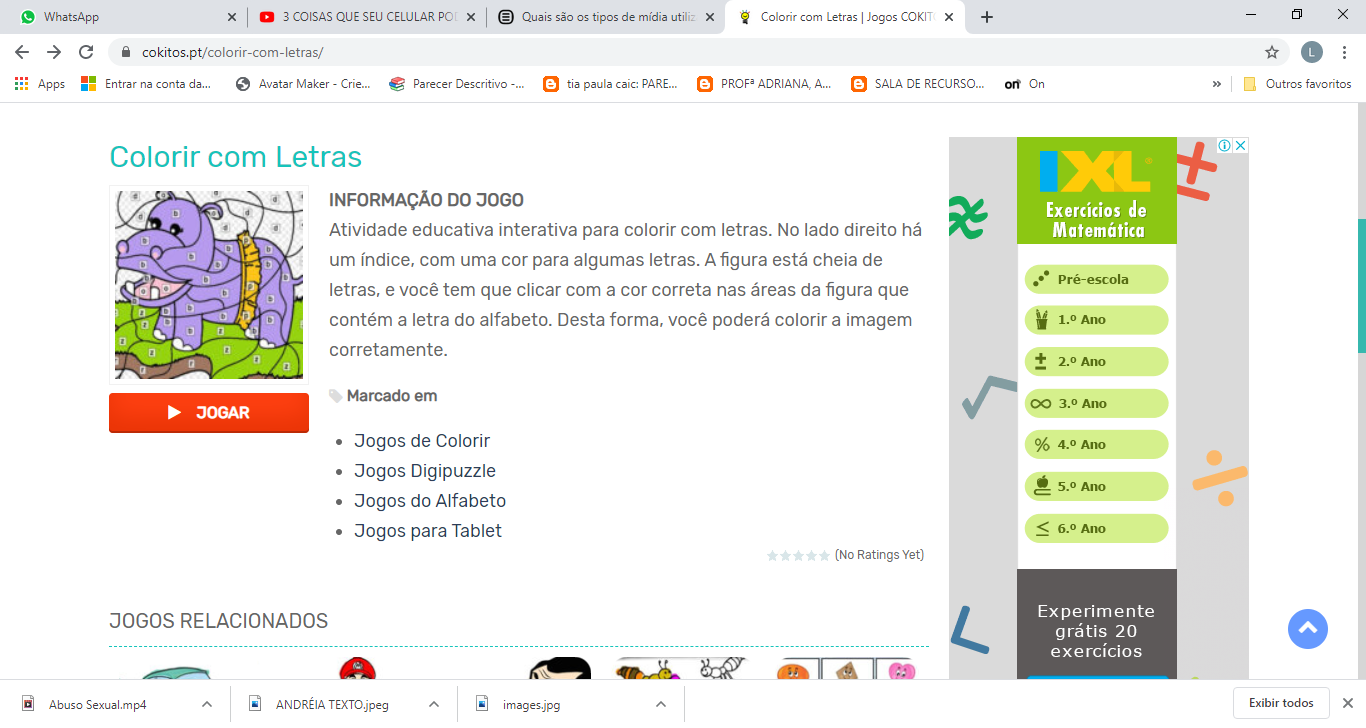 WhatsApp
3 COISAS QUE SEU CELULAR POD
Quais são os tipos de mídia utiliz
Colorir com Letras | Jogos COKITO
L
cokitos.pt/colorir-com-letras/
Apps
Entrar na conta da...
Avatar Maker - Crie...
Parecer Descritivo -...
tia paula caic: PARE...
PROFª ADRIANA, A...
SALA DE RECURSO...
on
On
»
Outros favoritos
Colorir com Letras
INFORMAÇÃO DO JOGO
Atividade educativa interativa para colorir com letras. No lado direito há
um índice, com uma cor para algumas letras. A figura está cheia de
letras, e você tem que clicar com a cor correta nas áreas da figura que
contém a letra do alfabeto. Desta forma, você poderá colorir a imagem
corretamente.
JOGAR
Marcado em
• Jogos de Colorir
• Jogos Digipuzzle
• Jogos do Alfabeto
• Jogos para Tablet
(No Ratings Yet)
JOGOS RELACIONADOS
IXL
Exercícios de
Matemática
Pré-escola
1.º Ano
2.º Ano
3.º Ano
% 4.º Ano
5.º Ano
≤ 6.º Ano
Experimente
grátis 20
exercícios
Abuso Sexual.mp4
ANDRÉIA TEXTO.jpeg
images.jpg
Exibir todos